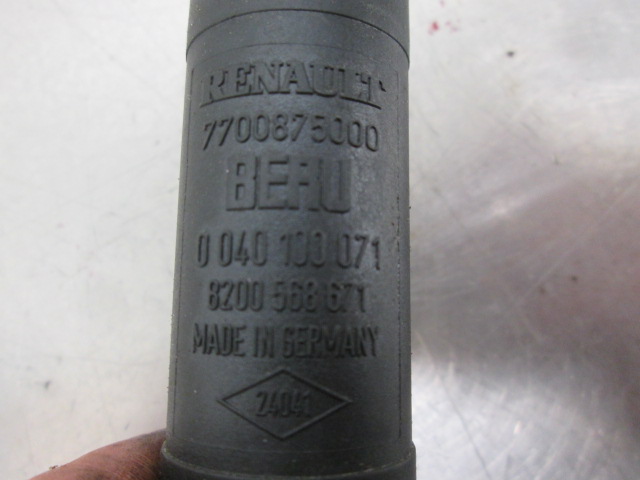 RENAULT
7700875000
BERU
0 040 100 071
8200 568 671
MADE IN GERMANY
24041